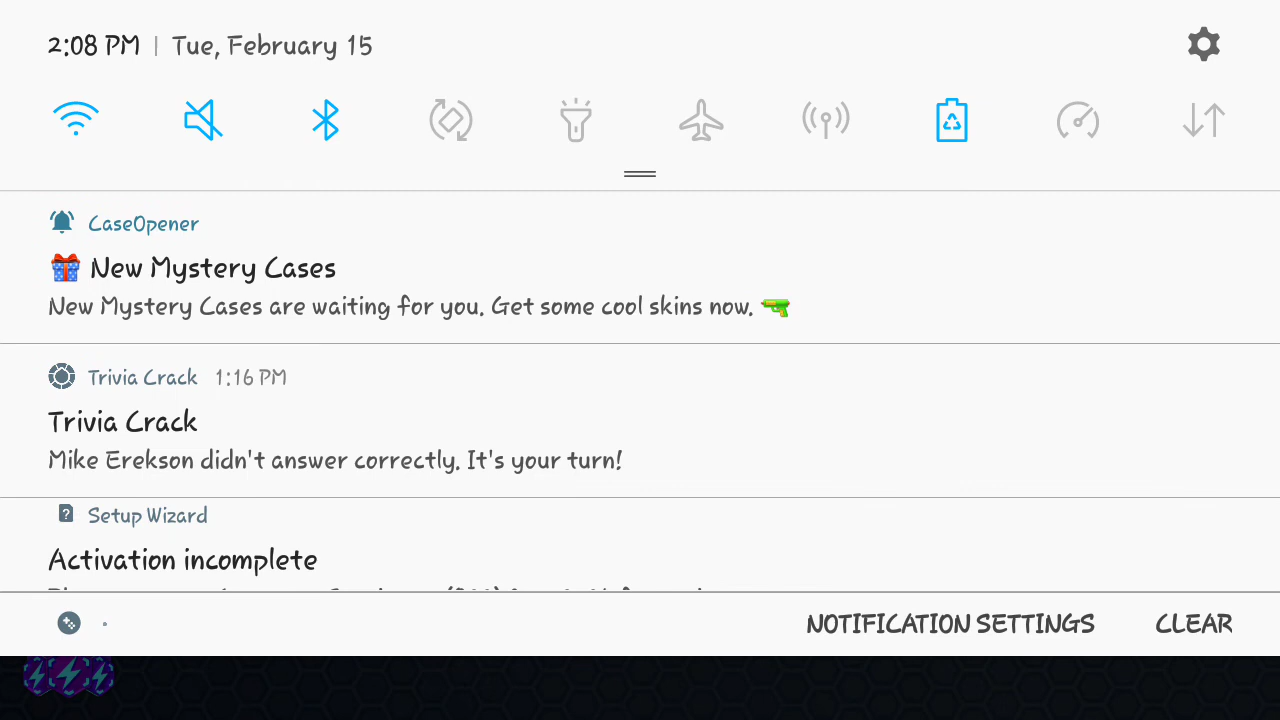 2:08 PM | Tue, February 15
CaseOpener
🎁 New Mystery Cases
New Mystery Cases are waiting for you. Get some cool skins now. 🔫
Trivia Crack 1:16 PM
Trivia Crack
Mike Erekson didn't answer correctly. It's your turn!
Setup Wizard
Activation incomplete
NOTIFICATION SETTINGS CLEAR